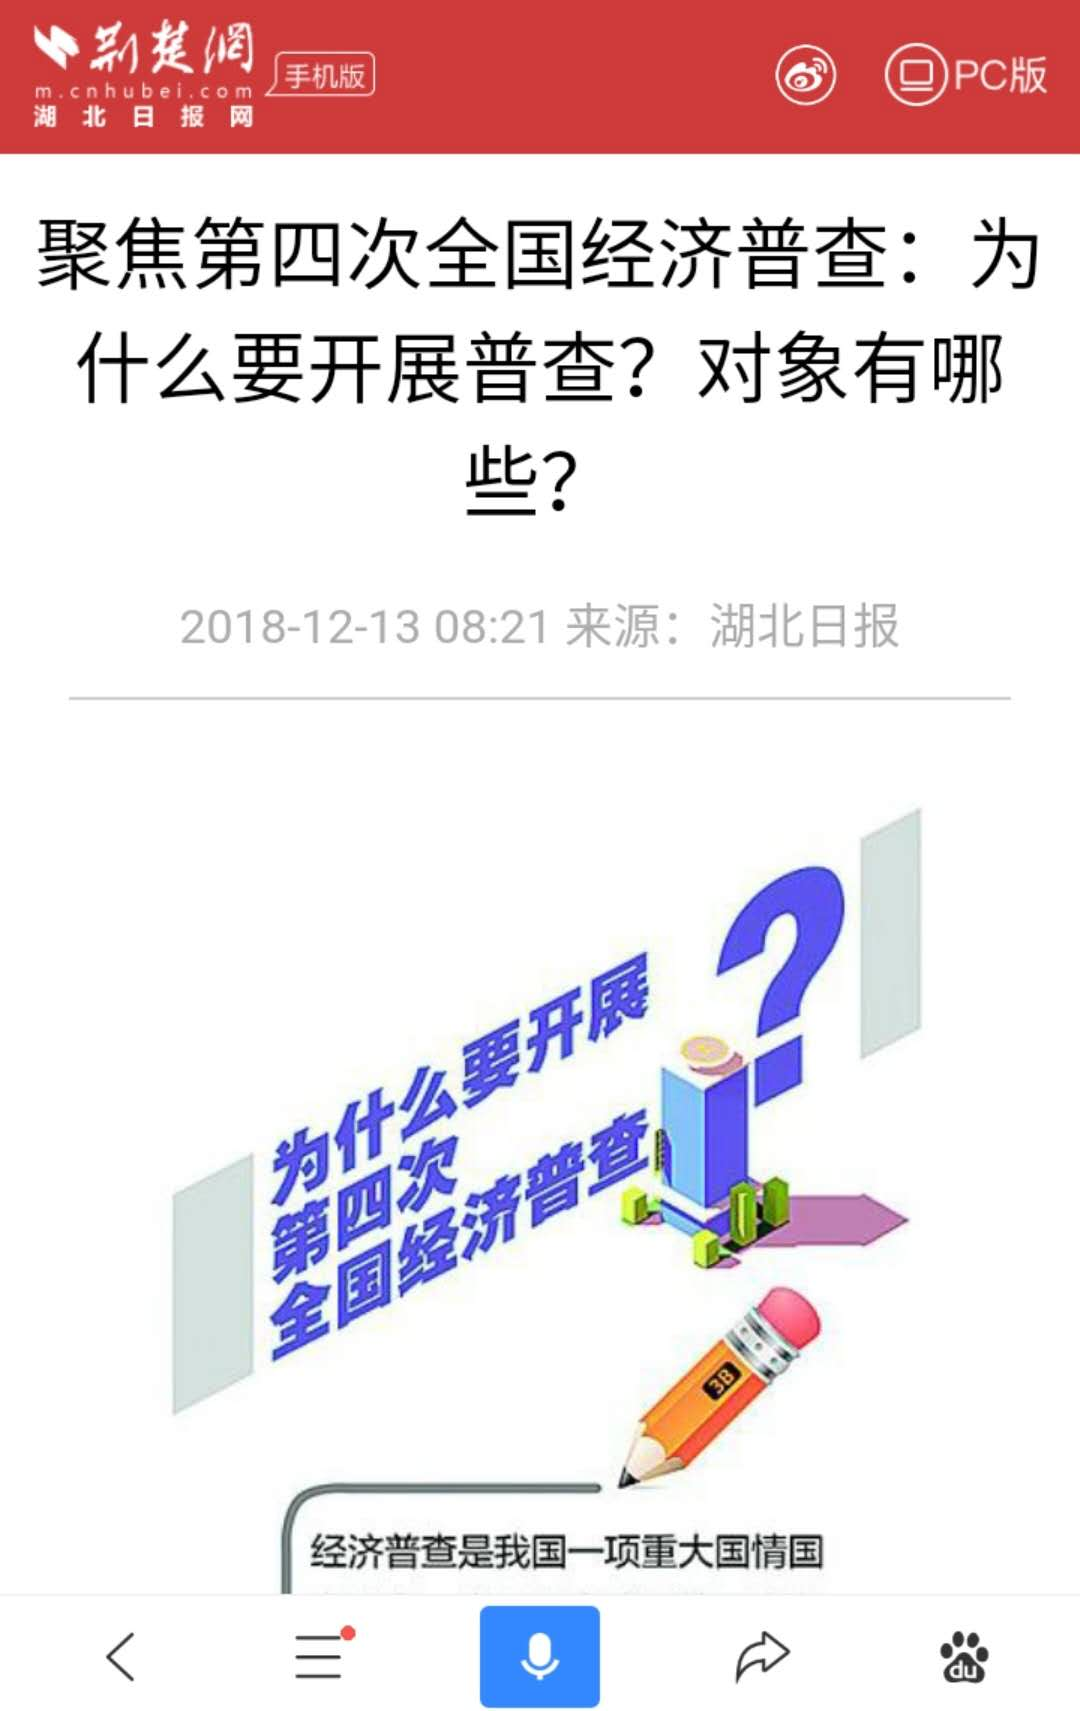 荆楚網
m.cnhubei.com
湖北日报网
手机版
PC版
聚焦第四次全国经济普查：为
什么要开展普查？对象有哪
些？
2018-12-13 08:21 来源：湖北日报
?
为什么要开展
第四次
全国经济普查
3B
经济普查是我国一项重大国情国
du